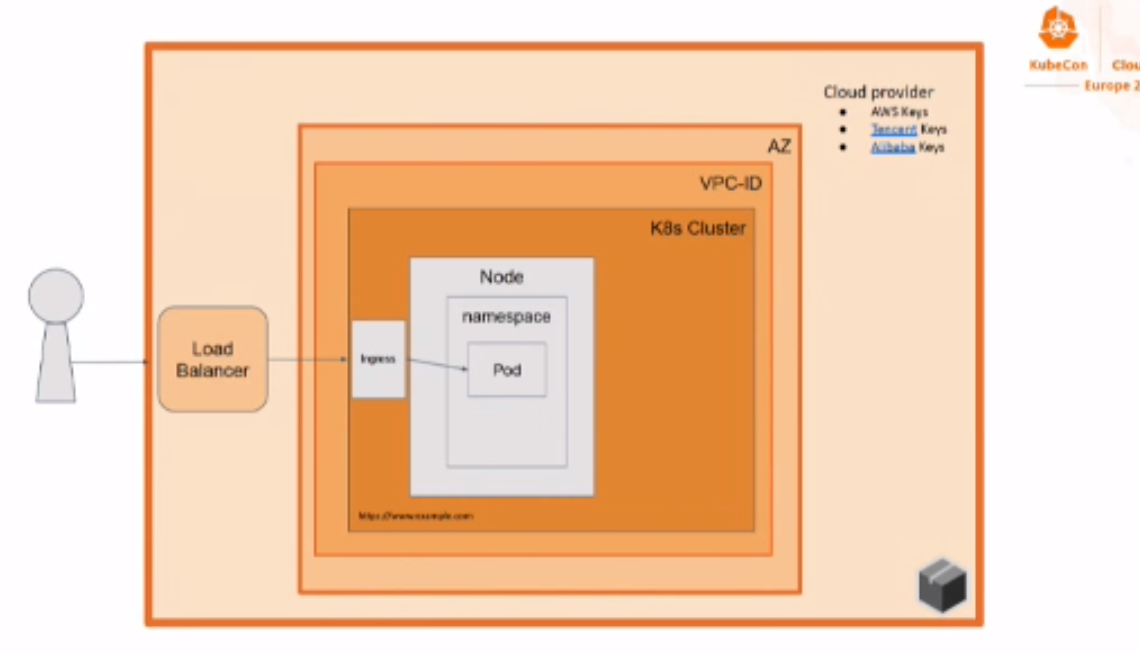 KubeCon
Clou
Europe 2
Cloud provider
AWS Keys
Tencent Keys
Alibaba Keys
AZ
VPC-ID
K8s Cluster
Node
namespace
Load
Balancer
Ingress
Pod
https://www.example.com